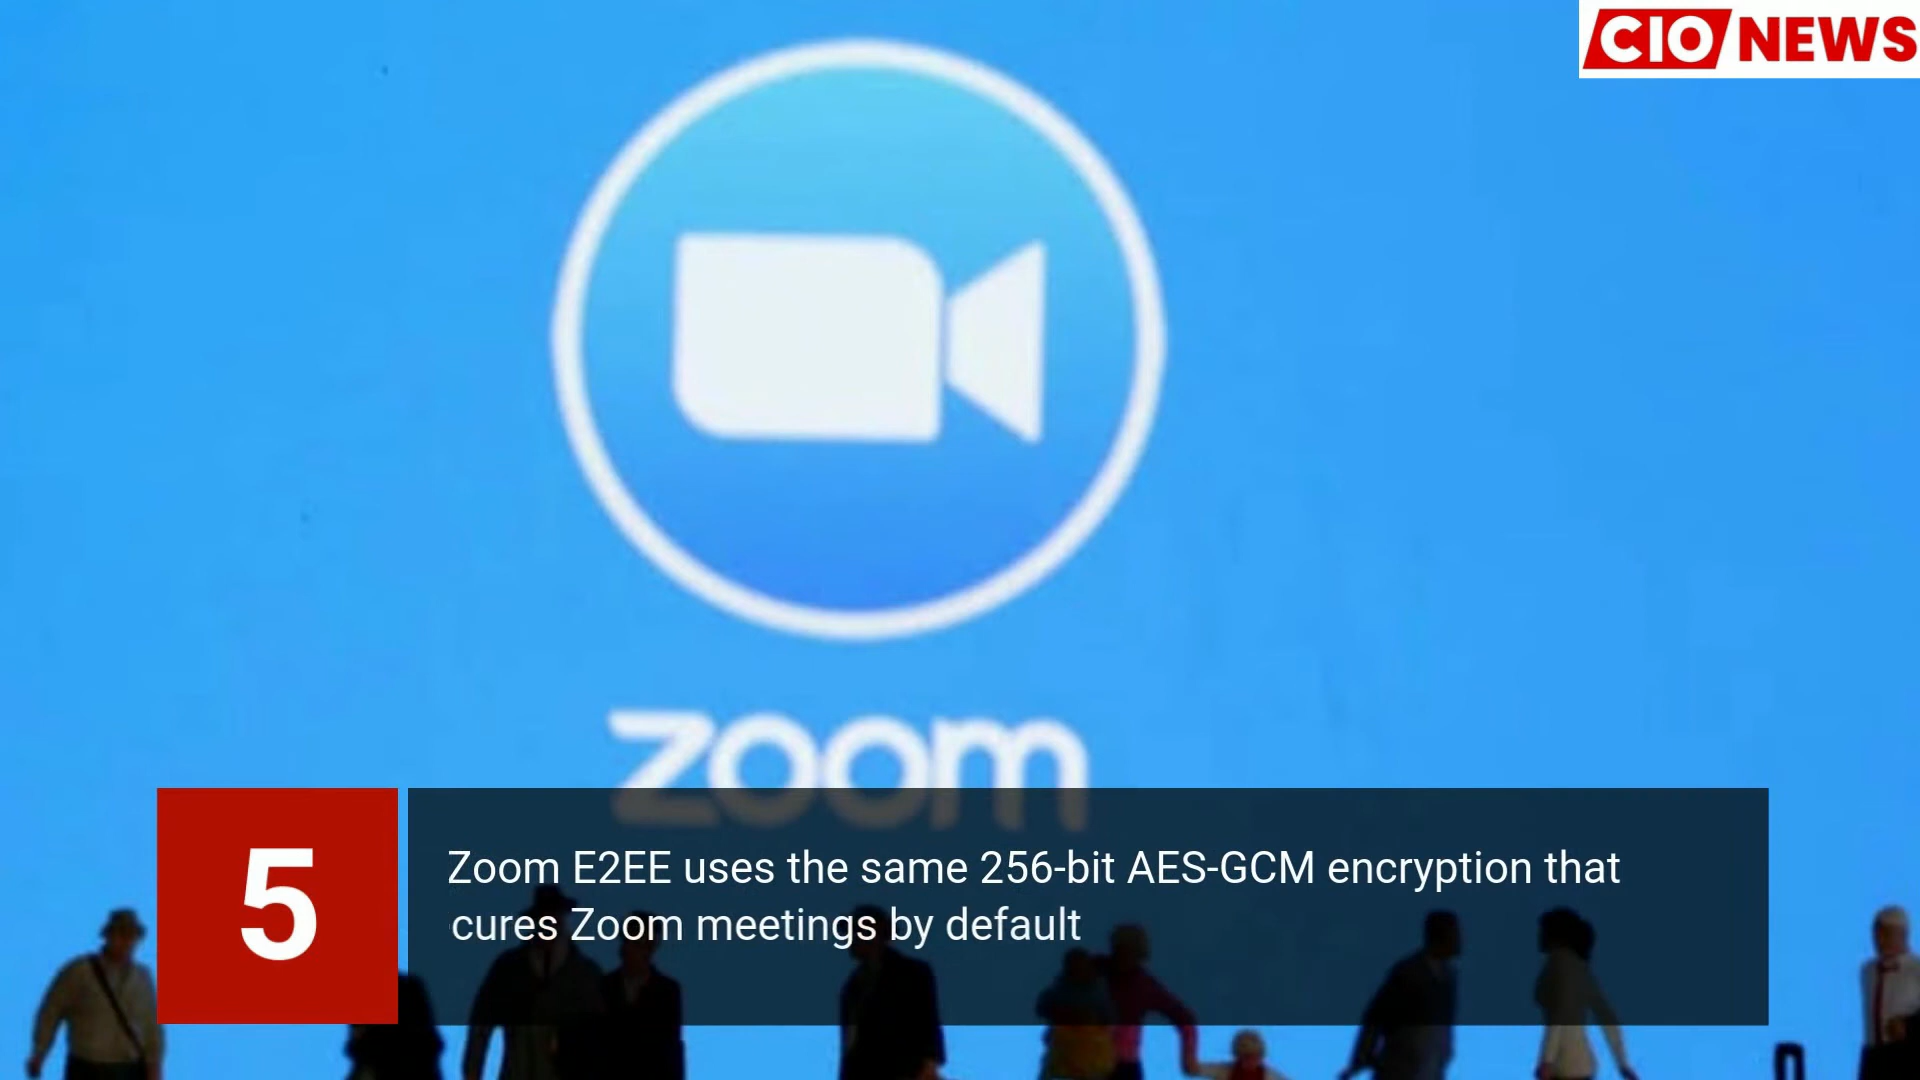 CIO NEWS
zoom
5
Zoom E2EE uses the same 256-bit AES-GCM encryption that
cures Zoom meetings by default